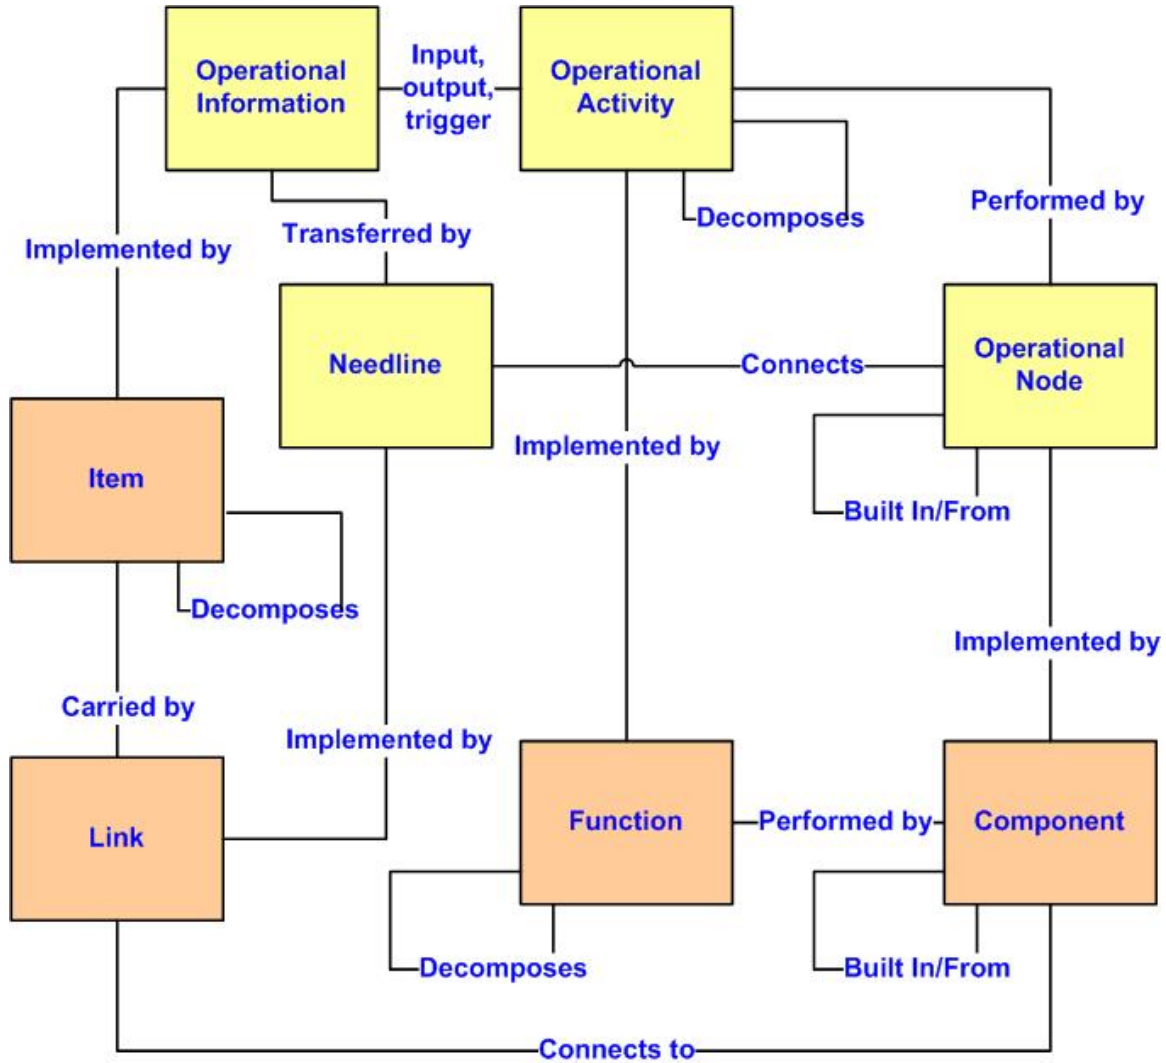 Operational
Information
Input,
output,
trigger
Operational
Activity
Decomposes
Performed by
Transferred by
Implemented by
Needline
Connects
Operational
Node
Implemented by
Item
Built In/From
Decomposes
Implemented by
Carried by
Implemented by
Link
Function
Performed by
Component
Decomposes
Built In/From
Connects to